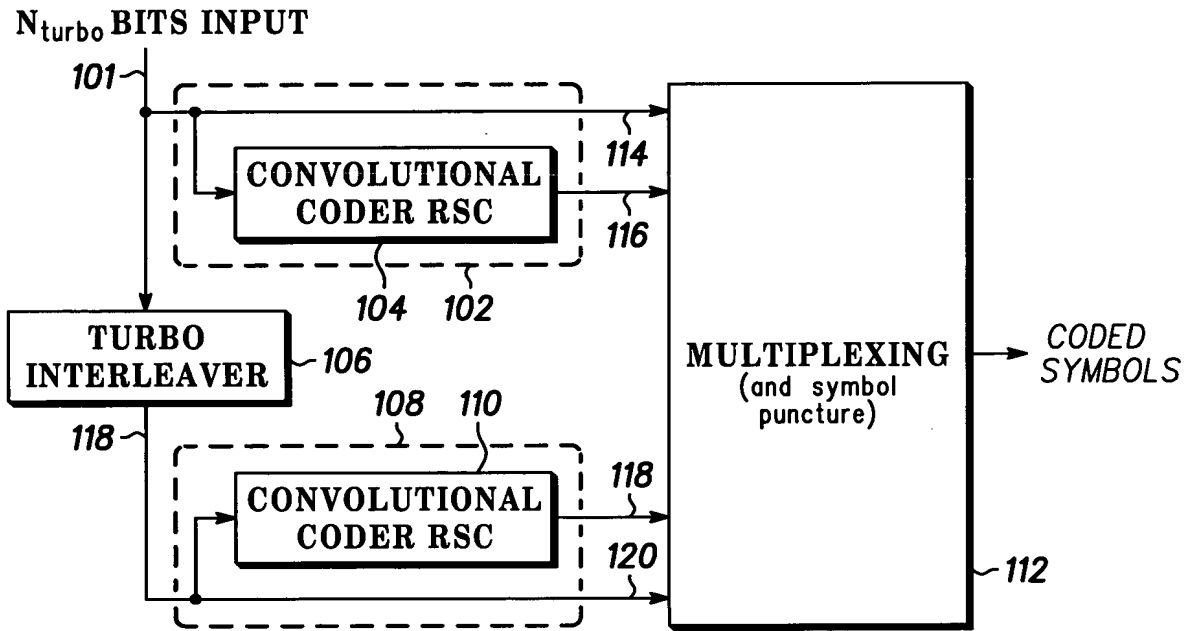 Nturbo BITS INPUT
101
114
CONVOLUTIONAL
CODER RSC
116
104
102
TURBO
INTERLEAVER
106
MULTIPLEXING
(and symbol
puncture)
CODED
SYMBOLS
118
108
110
CONVOLUTIONAL
CODER RSC
118
120
112